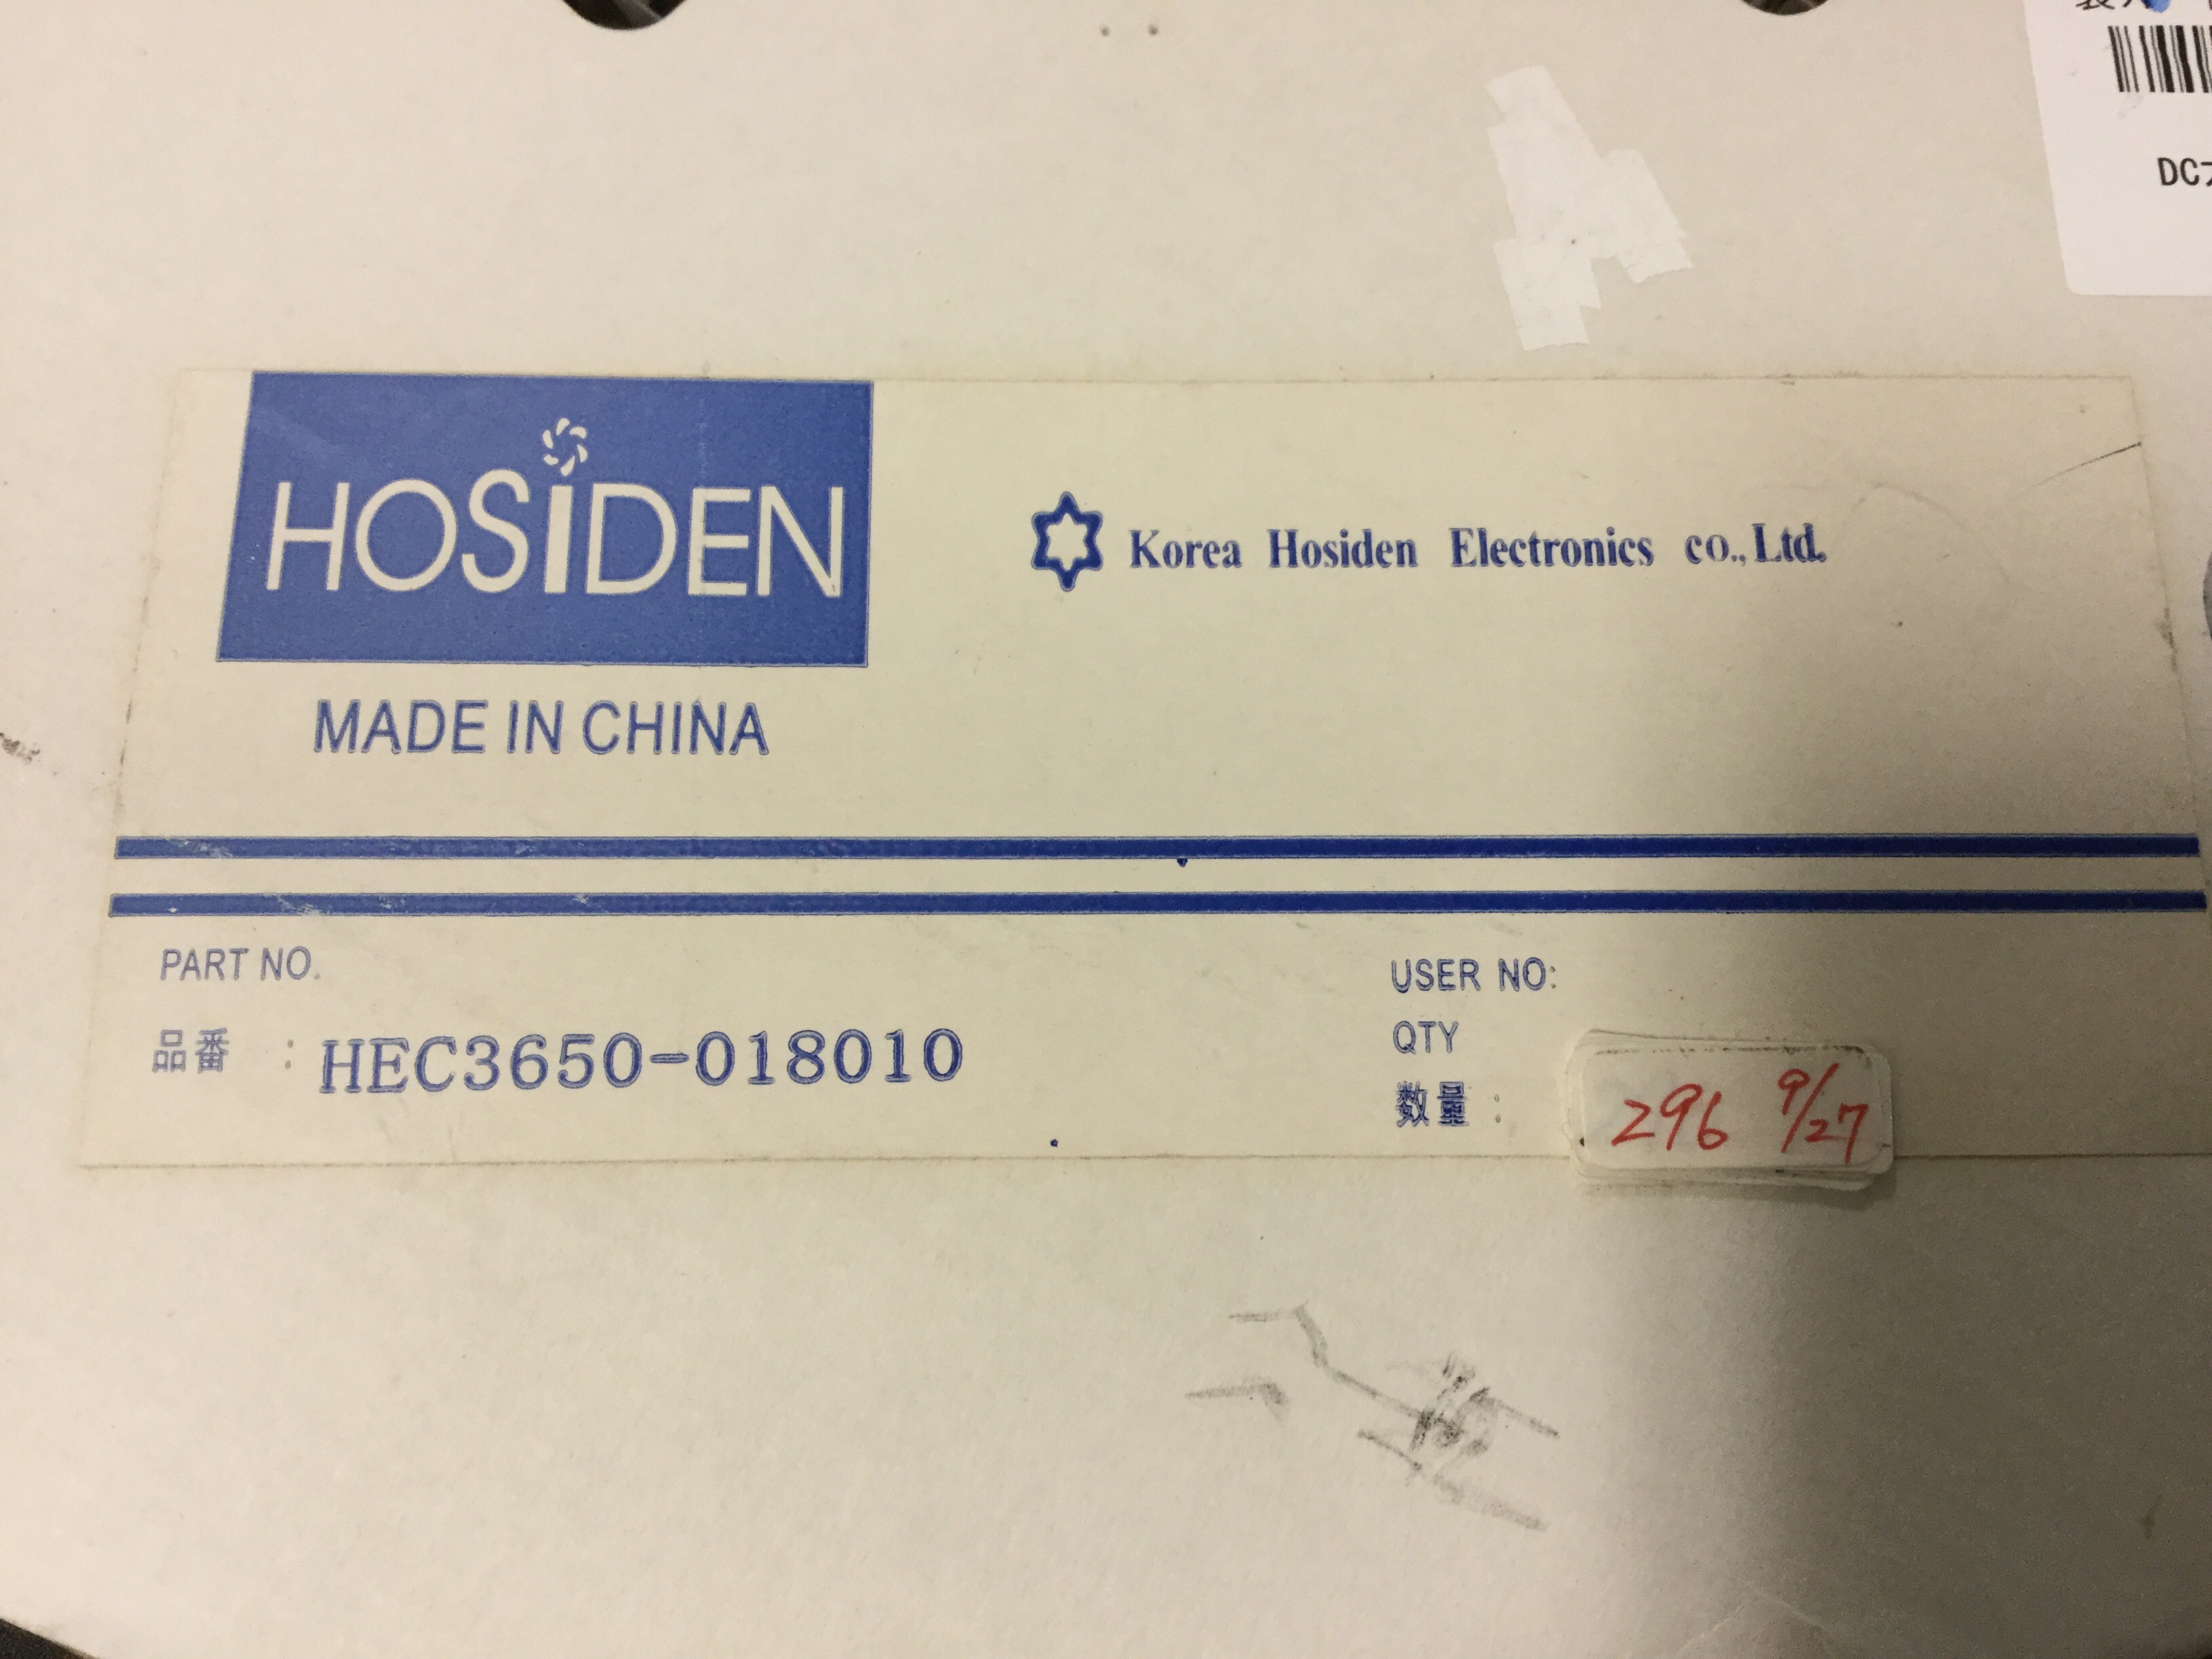 DC
HOSiDEN
Korea Hosiden Electronics co.,Ltd.
MADE IN CHINA
PART NO.
品番 : HEC3650-018010
USER NO:
QTY
数量 :
296 9/27